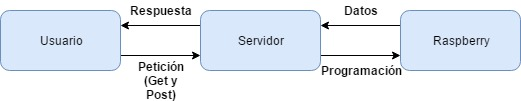 Respuesta
Datos
Usuario
Servidor
Raspberry
Petición
(Get y
Post)
Programación